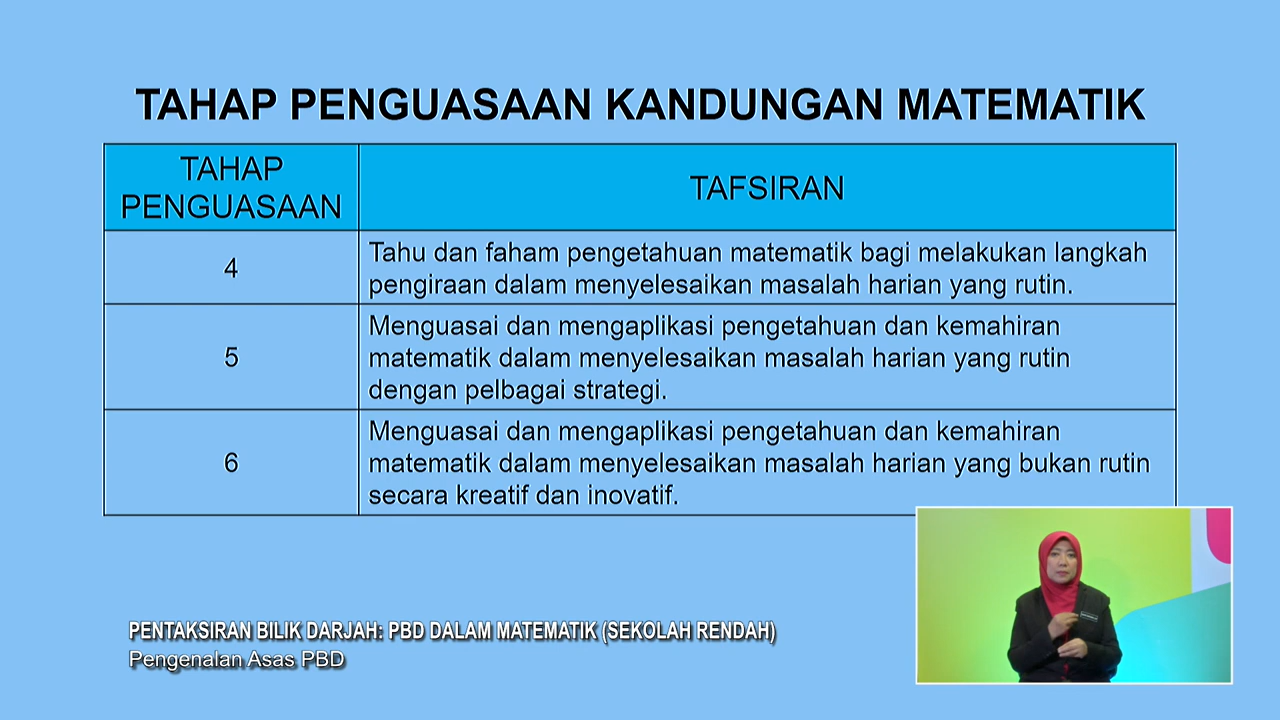 TAHAP PENGUASAAN KANDUNGAN MATEMATIK
TAHAP
PENGUASAAN
TAFSIRAN
4
Tahu dan faham pengetahuan matematik bagi melakukan langkah
pengiraan dalam menyelesaikan masalah harian yang rutin.
5
Menguasai dan mengaplikasi pengetahuan dan kemahiran
matematik dalam menyelesaikan masalah harian yang rutin
dengan pelbagai strategi.
6
Menguasai dan mengaplikasi pengetahuan dan kemahiran
matematik dalam menyelesaikan masalah harian yang bukan rutin
secara kreatif dan inovatif.
PENTAKSIRAN BILIK DARJAH: PBD DALAM MATEMATIK (SEKOLAH RENDAH)
Pengenalan Asas PBD